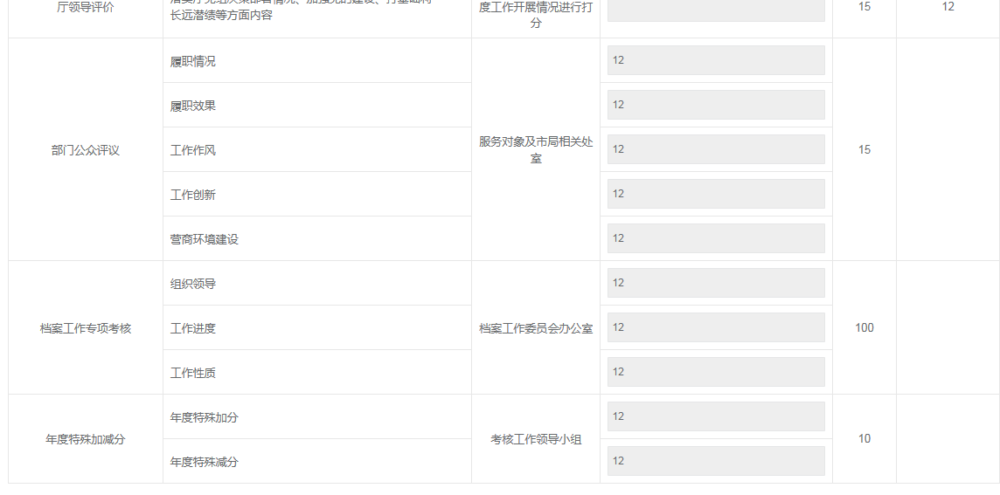 厅领导评价
长远潜绩等方面内容
度工作开展情况进行打
分
15
12
部门公众评议
履职情况
12
履职效果
12
工作作风
服务对象及市局相关处
室
12
15
工作创新
12
营商环境建设
12
档案工作专项考核
组织领导
12
工作进度
档案工作委员会办公室
12
100
工作性质
12
年度特殊加减分
年度特殊加分
考核工作领导小组
12
10
年度特殊减分
12